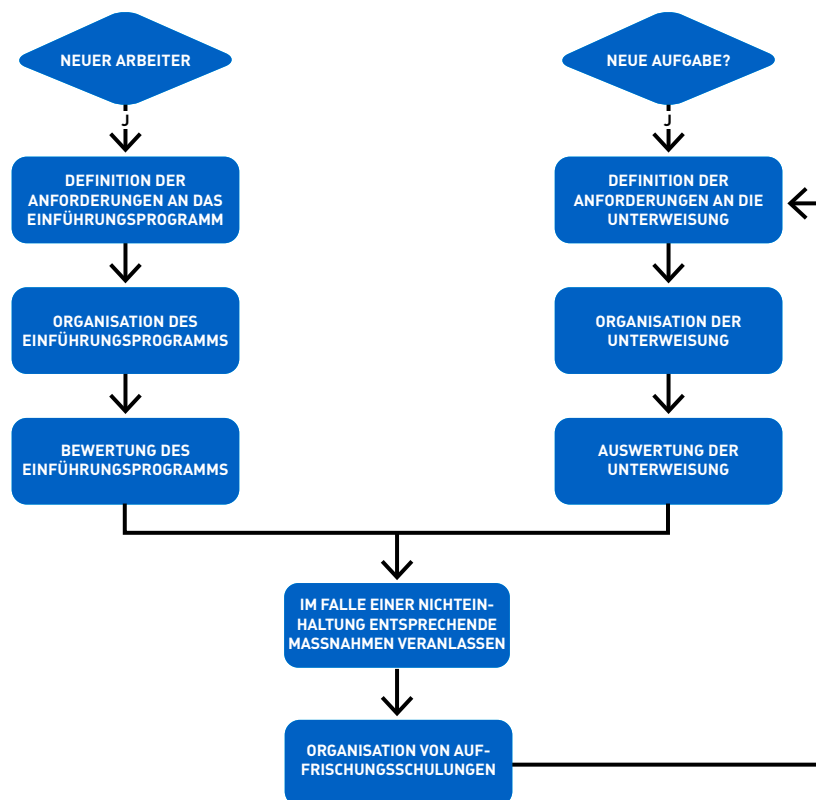 NEUER ARBEITER
J
DEFINITION DER
ANFORDERUNGEN AN DAS
EINFÜHRUNGSPROGRAMM
ORGANISATION DES
EINFÜHRUNGSPROGRAMMS
BEWERTUNG DES
EINFÜHRUNGSPROGRAMMS
NEUE AUFGABE?
J
DEFINITION DER
ANFORDERUNGEN AN DIE
UNTERWEISUNG
ORGANISATION DER
UNTERWEISUNG
AUSWERTUNG DER
UNTERWEISUNG
IM FALLE EINER NICHTEIN-
HALTUNG ENTSPRECHENDE
MASSNAHMEN VERANLASSEN
ORGANISATION VON AUF-
FRISCHUNGSSCHULUNGEN